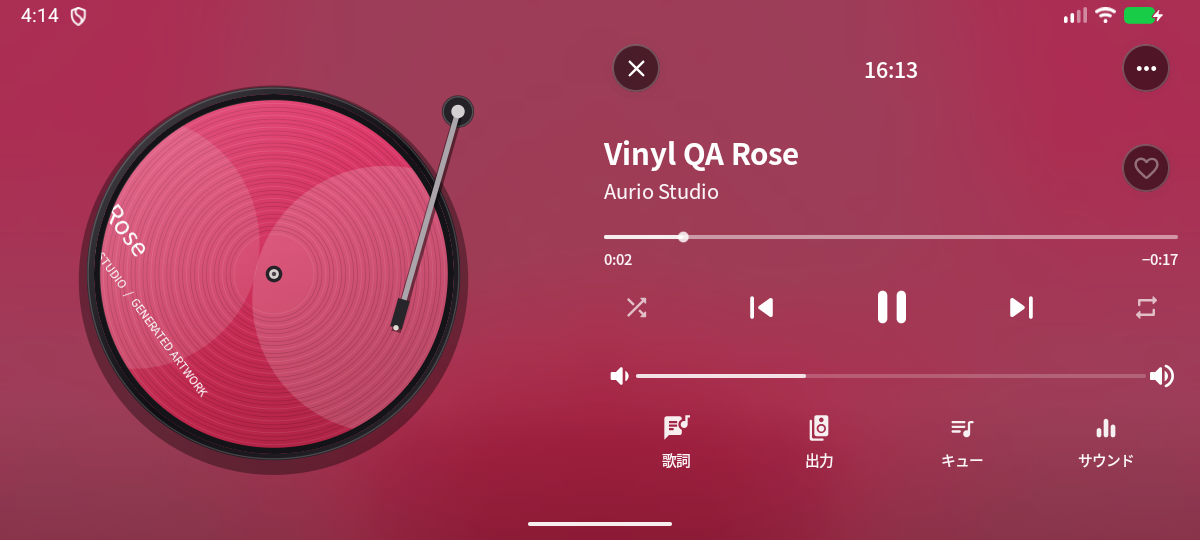 4:14
16:13
Vinyl QA Rose
Aurio Studio
0:02
−0:17
Rose
STUDIO / GENERATED ARTWORK
歌詞
出力
キュー
サウンド